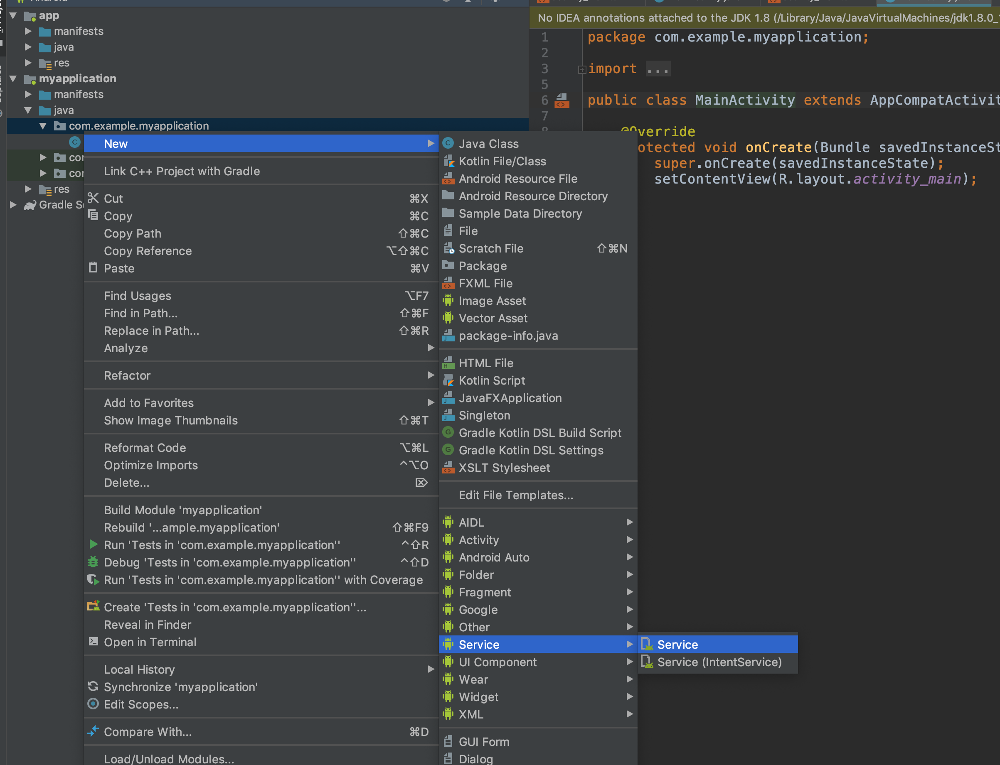 Android
app
manifests
java
res
myapplication
manifests
java
com.example.myapplication
res
No IDEA annotations attached to the JDK 1.8 (/Library/Java/JavaVirtualMachines/jdk1.8.0_
1 package com.example.myapplication;
2
3 import ...
5
6 public class MainActivity extends AppCompatActivit
7
8 @Override
otected void onCreate(Bundle savedInstanceSt
super.onCreate(savedInstanceState);
setContentView(R.layout.activity_main);
New
Link C++ Project with Gradle
Cut ⌘X
Copy ⌘C
Copy Path ⇧⌘C
Copy Reference ⌥⇧⌘C
Paste ⌘V
Find Usages ⌥F7
Find in Path... ⇧⌘F
Replace in Path... ⇧⌘R
Analyze
Refactor
Add to Favorites
Show Image Thumbnails ⇧⌘T
Reformat Code ⌥⌘L
Optimize Imports ^⌥O
Delete... ⌦
Build Module 'myapplication'
Rebuild '...ample.myapplication' ⇧⌘F9
Run 'Tests in 'com.example.myapplication'' ^⇧R
Debug 'Tests in 'com.example.myapplication'' ^⇧D
Run 'Tests in 'com.example.myapplication'' with Coverage
Create 'Tests in 'com.example.myapplication''...
Reveal in Finder
Open in Terminal
Local History
Synchronize 'myapplication'
Edit Scopes...
Compare With... ⌘D
Load/Unload Modules...
Java Class
Kotlin File/Class
Android Resource File
Android Resource Directory
Sample Data Directory
File
Scratch File ⇧⌘N
Package
FXML File
Image Asset
Vector Asset
package-info.java
HTML File
Kotlin Script
JavaFXApplication
Singleton
Gradle Kotlin DSL Build Script
Gradle Kotlin DSL Settings
XSLT Stylesheet
Edit File Templates...
AIDL
Activity
Android Auto
Folder
Fragment
Google
Other
Service
UI Component
Wear
Widget
XML
GUI Form
Dialog
Service
Service (IntentService)
com
com
Gradle Sc